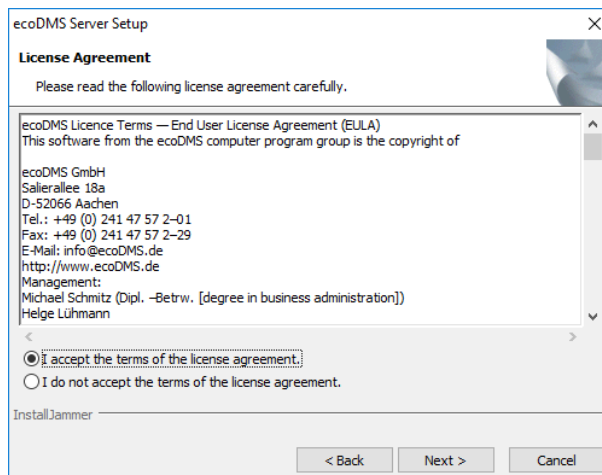 ecoDMS Server Setup
License Agreement
Please read the following license agreement carefully.
ecoDMS Licence Terms — End User License Agreement (EULA)
This software from the ecoDMS computer program group is the copyright of
ecoDMS GmbH
Salierallee 18a
D-52066 Aachen
Tel.: +49 (0) 241 47 57 2–01
Fax: +49 (0) 241 47 57 2–29
E-Mail: info@ecoDMS.de
http://www.ecoDMS.de
Management:
Michael Schmitz (Dipl. –Betrw. [degree in business administration])
Helge Lühmann
I accept the terms of the license agreement.
I do not accept the terms of the license agreement.
InstallJammer
< Back Next > Cancel